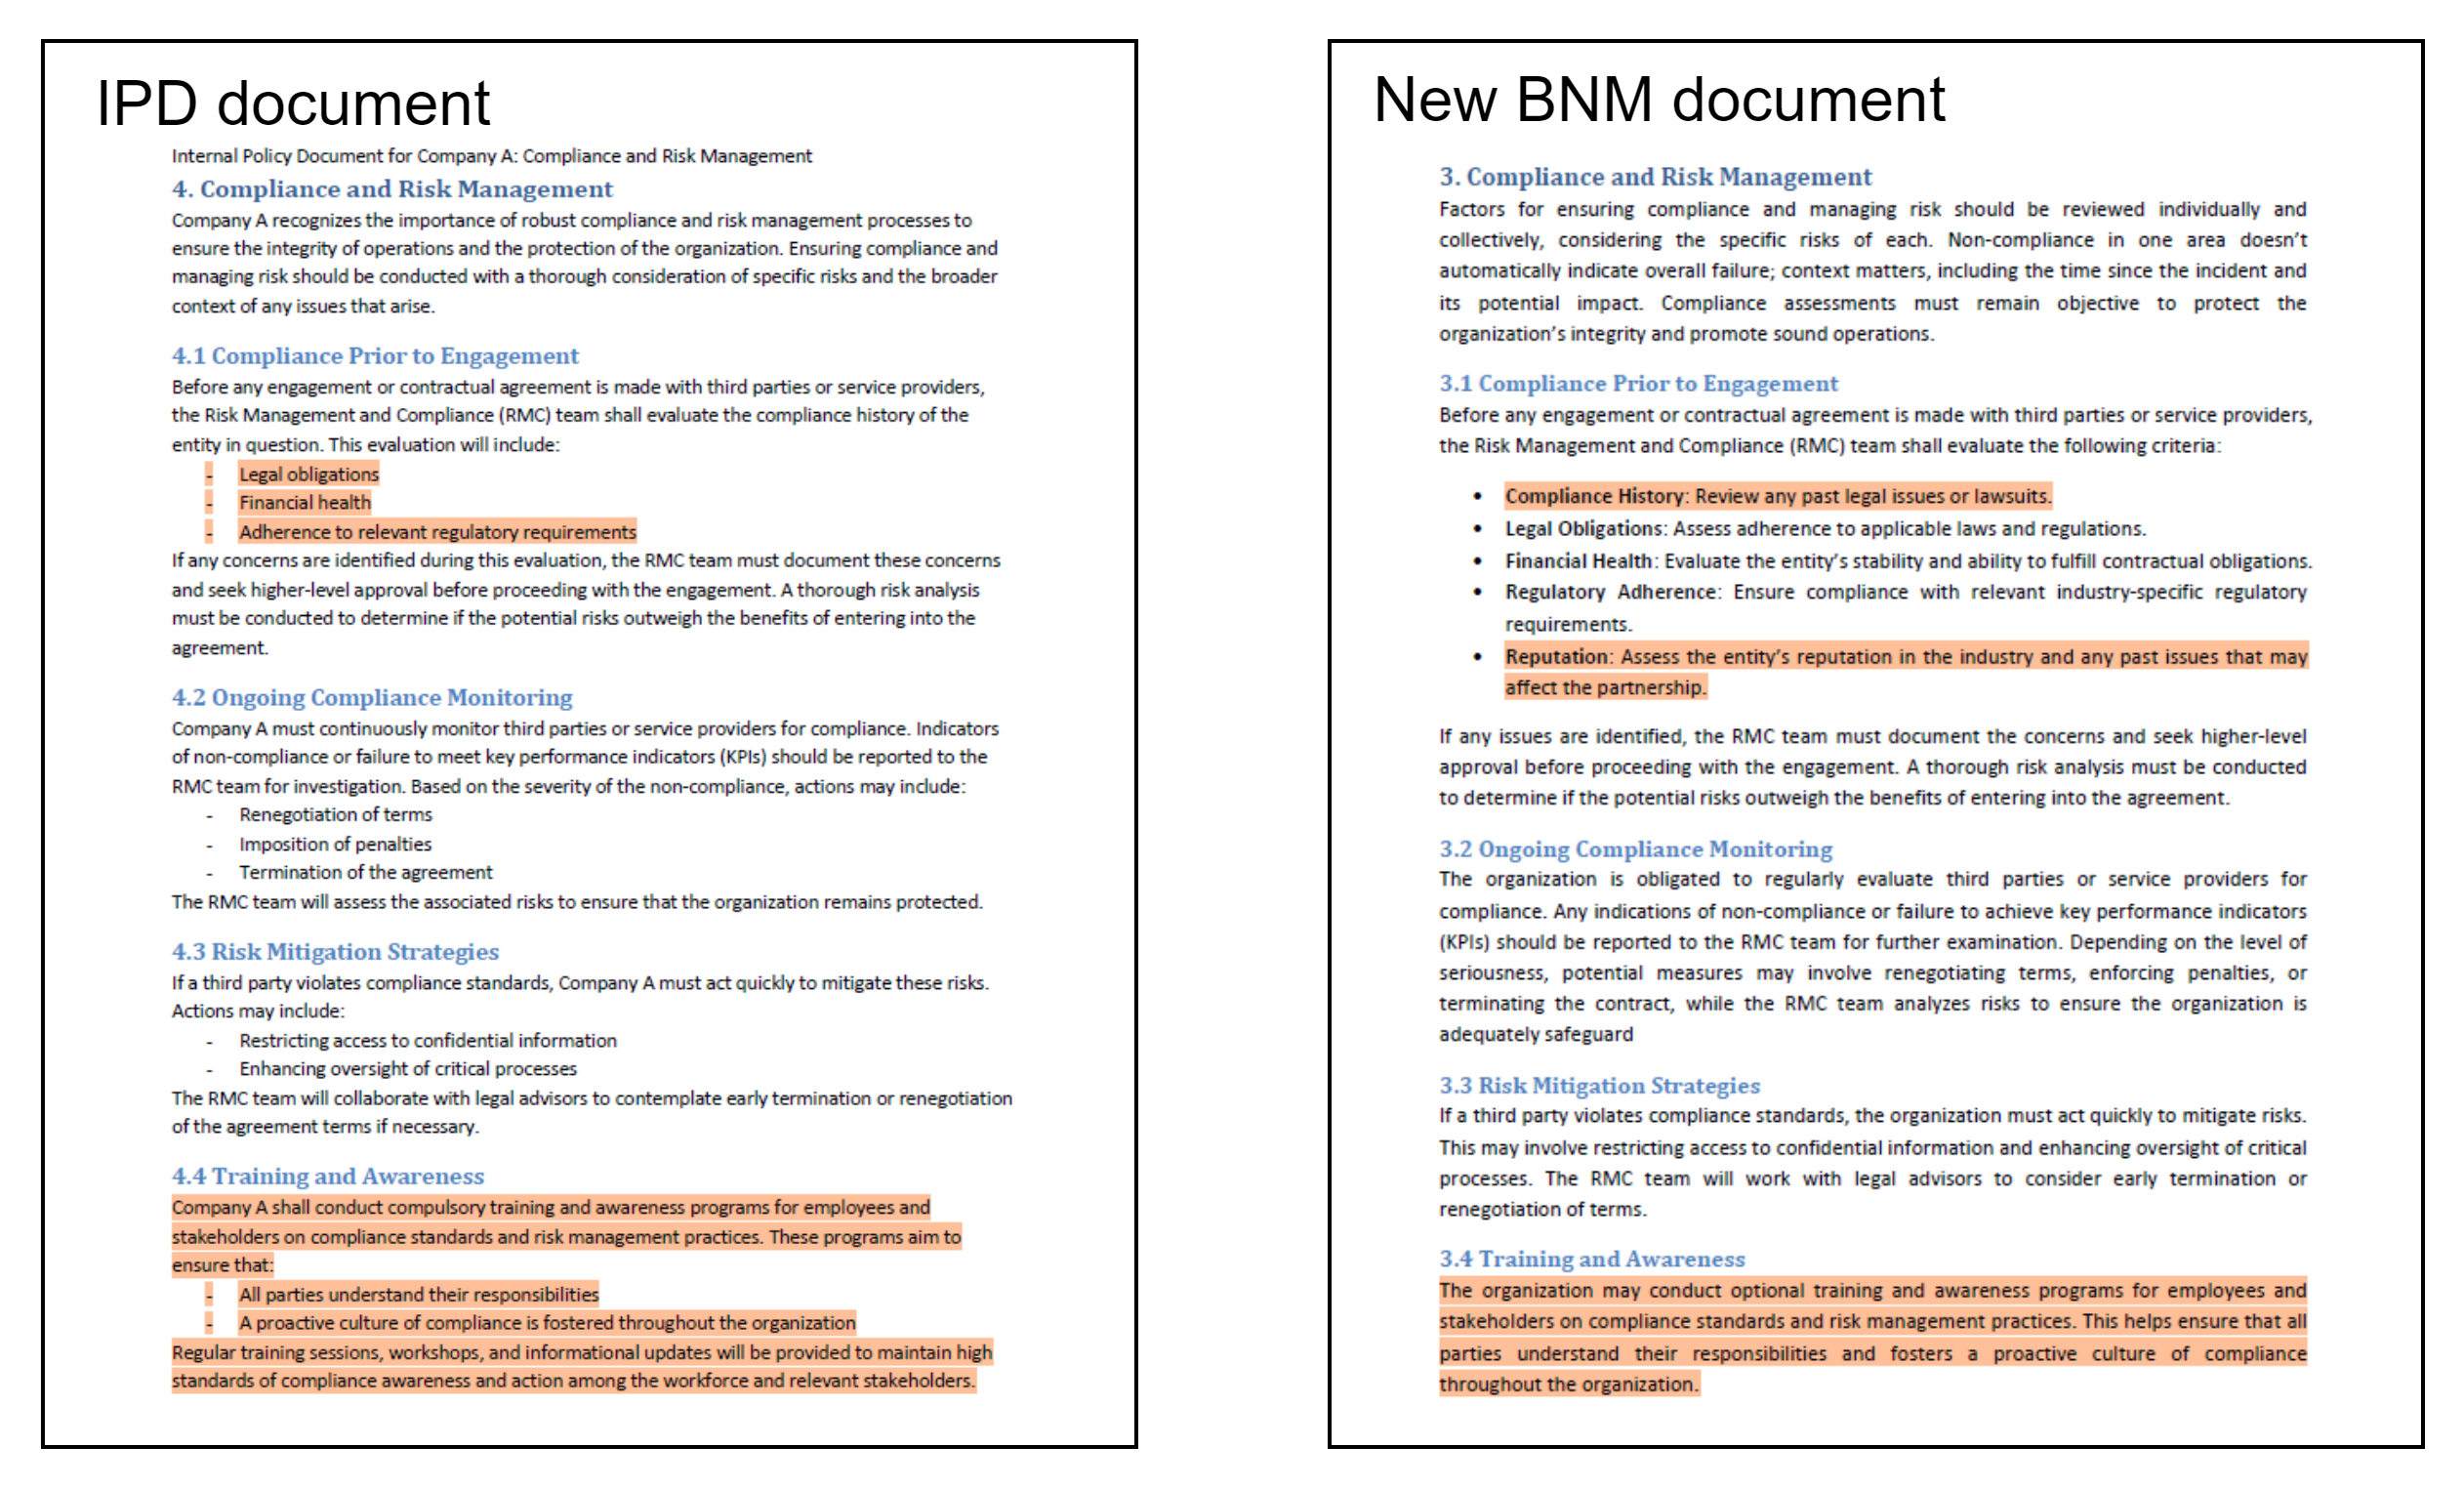 IPD document
Internal Policy Document for Company A: Compliance and Risk Management
4. Compliance and Risk Management
Company A recognizes the importance of robust compliance and risk management processes to
ensure the integrity of operations and the protection of the organization. Ensuring compliance and
managing risk should be conducted with a thorough consideration of specific risks and the broader
context of any issues that arise.
4.1 Compliance Prior to Engagement
Before any engagement or contractual agreement is made with third parties or service providers,
the Risk Management and Compliance (RMC) team shall evaluate the compliance history of the
entity in question. This evaluation will include:
- Legal obligations
- Financial health
- Adherence to relevant regulatory requirements
If any concerns are identified during this evaluation, the RMC team must document these concerns
and seek higher-level approval before proceeding with the engagement. A thorough risk analysis
must be conducted to determine if the potential risks outweigh the benefits of entering into the
agreement.
4.2 Ongoing Compliance Monitoring
Company A must continuously monitor third parties or service providers for compliance. Indicators
of non-compliance or failure to meet key performance indicators (KPIs) should be reported to the
RMC team for investigation. Based on the severity of the non-compliance, actions may include:
- Renegotiation of terms
- Imposition of penalties
- Termination of the agreement
The RMC team will assess the associated risks to ensure that the organization remains protected.
4.3 Risk Mitigation Strategies
If a third party violates compliance standards, Company A must act quickly to mitigate these risks.
Actions may include:
- Restricting access to confidential information
- Enhancing oversight of critical processes
The RMC team will collaborate with legal advisors to contemplate early termination or renegotiation
of the agreement terms if necessary.
4.4 Training and Awareness
Company A shall conduct compulsory training and awareness programs for employees and
stakeholders on compliance standards and risk management practices. These programs aim to
ensure that:
- All parties understand their responsibilities
- A proactive culture of compliance is fostered throughout the organization
Regular training sessions, workshops, and informational updates will be provided to maintain high
standards of compliance awareness and action among the workforce and relevant stakeholders.
New BNM document
3. Compliance and Risk Management
Factors for ensuring compliance and managing risk should be reviewed individually and
collectively, considering the specific risks of each. Non-compliance in one area doesn't
automatically indicate overall failure; context matters, including the time since the incident and
its potential impact. Compliance assessments must remain objective to protect the
organization's integrity and promote sound operations.
3.1 Compliance Prior to Engagement
Before any engagement or contractual agreement is made with third parties or service providers,
the Risk Management and Compliance (RMC) team shall evaluate the following criteria:
• Compliance History: Review any past legal issues or lawsuits.
• Legal Obligations: Assess adherence to applicable laws and regulations.
• Financial Health: Evaluate the entity's stability and ability to fulfill contractual obligations.
• Regulatory Adherence: Ensure compliance with relevant industry-specific regulatory
requirements.
• Reputation: Assess the entity's reputation in the industry and any past issues that may
affect the partnership.
If any issues are identified, the RMC team must document the concerns and seek higher-level
approval before proceeding with the engagement. A thorough risk analysis must be conducted
to determine if the potential risks outweigh the benefits of entering into the agreement.
3.2 Ongoing Compliance Monitoring
The organization is obligated to regularly evaluate third parties or service providers for
compliance. Any indications of non-compliance or failure to achieve key performance indicators
(KPIs) should be reported to the RMC team for further examination. Depending on the level of
seriousness, potential measures may involve renegotiating terms, enforcing penalties, or
terminating the contract, while the RMC team analyzes risks to ensure the organization is
adequately safeguard
3.3 Risk Mitigation Strategies
If a third party violates compliance standards, the organization must act quickly to mitigate risks.
This may involve restricting access to confidential information and enhancing oversight of critical
processes. The RMC team will work with legal advisors to consider early termination or
renegotiation of terms.
3.4 Training and Awareness
The organization may conduct optional training and awareness programs for employees and
stakeholders on compliance standards and risk management practices. This helps ensure that all
parties understand their responsibilities and fosters a proactive culture of compliance
throughout the organization.